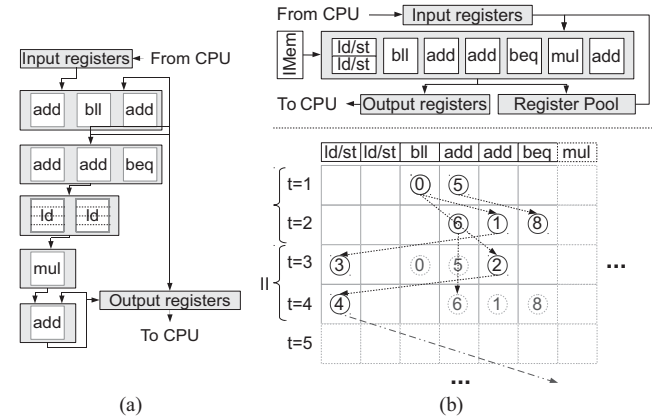 Input registers From CPU
add bll add
add add beq
ld ld
mul
add
Output registers
To CPU
(a)
From CPU Input registers
IMem
ld/st
ld/st
bll add add beq mul add
To CPU Output registers Register Pool
ld/st ld/st bll add add beq mul
t=1 0 5
t=2 6 1 8
t=3 3 0 5 2
II
...
t=4 4 6 1 8
t=5
...
(b)